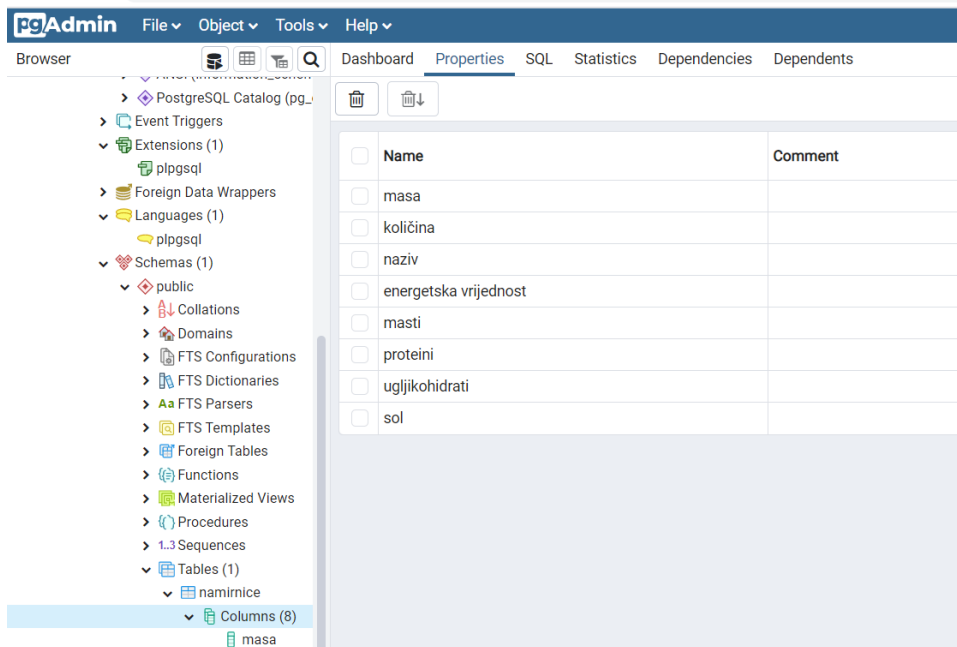 pgAdmin File Object Tools Help
Browser Dashboard Properties SQL Statistics Dependencies Dependents
PostgreSQL Catalog (pg_
Event Triggers
Extensions (1)
plpgsql
Foreign Data Wrappers
Languages (1)
plpgsql
Schemas (1)
public
Collations
Domains
FTS Configurations
FTS Dictionaries
Aa FTS Parsers
FTS Templates
Foreign Tables
Functions
Materialized Views
Procedures
1..3 Sequences
Tables (1)
namirnice
Columns (8)
masa
Name Comment
masa
količina
naziv
energetska vrijednost
masti
proteini
ugljikohidrati
sol